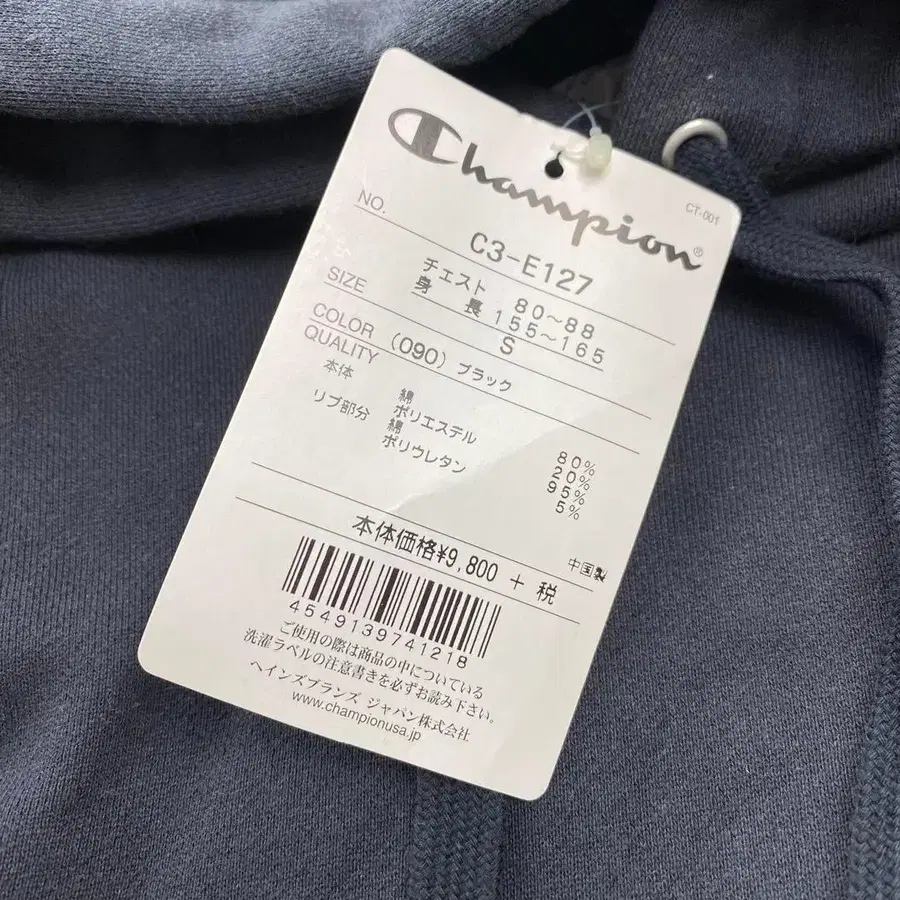 Champion®
CT-001
NO. C3-E127
SIZE チェスト 80~88
身長 155~165
S
COLOR (090) ブラック
QUALITY
本体 綿 80%
ポリエステル 20%
リブ部分 綿 95%
ポリウレタン 5%
中国製
本体価格¥9,800 + 税
4549139741218
ご使用の際は商品の中についている
洗濯ラベルの注意書きを必ずお読み下さい。
ヘインズブランズ ジャパン株式会社
www.championusa.jp